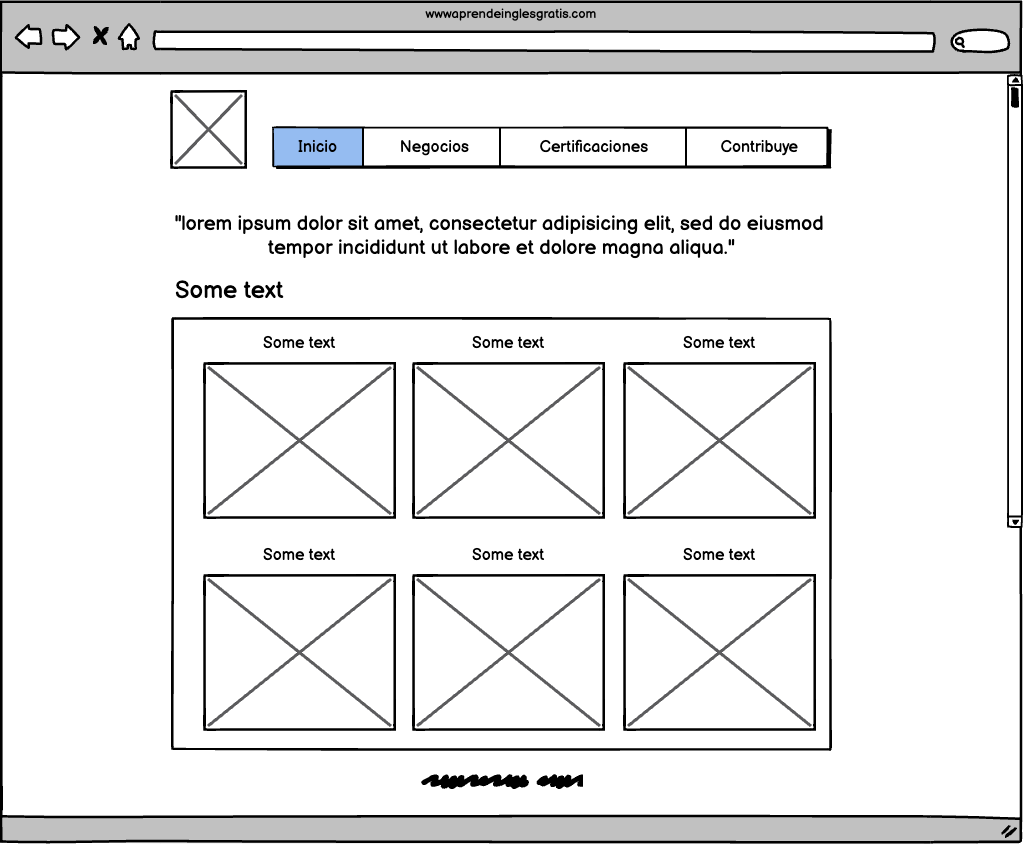 wwwaprendeinglesgratis.com
Inicio Negocios Certificaciones Contribuye
"lorem ipsum dolor sit amet, consectetur adipisicing elit, sed do eiusmod
tempor incididunt ut labore et dolore magna aliqua."
Some text
Some text Some text Some text
Some text Some text Some text